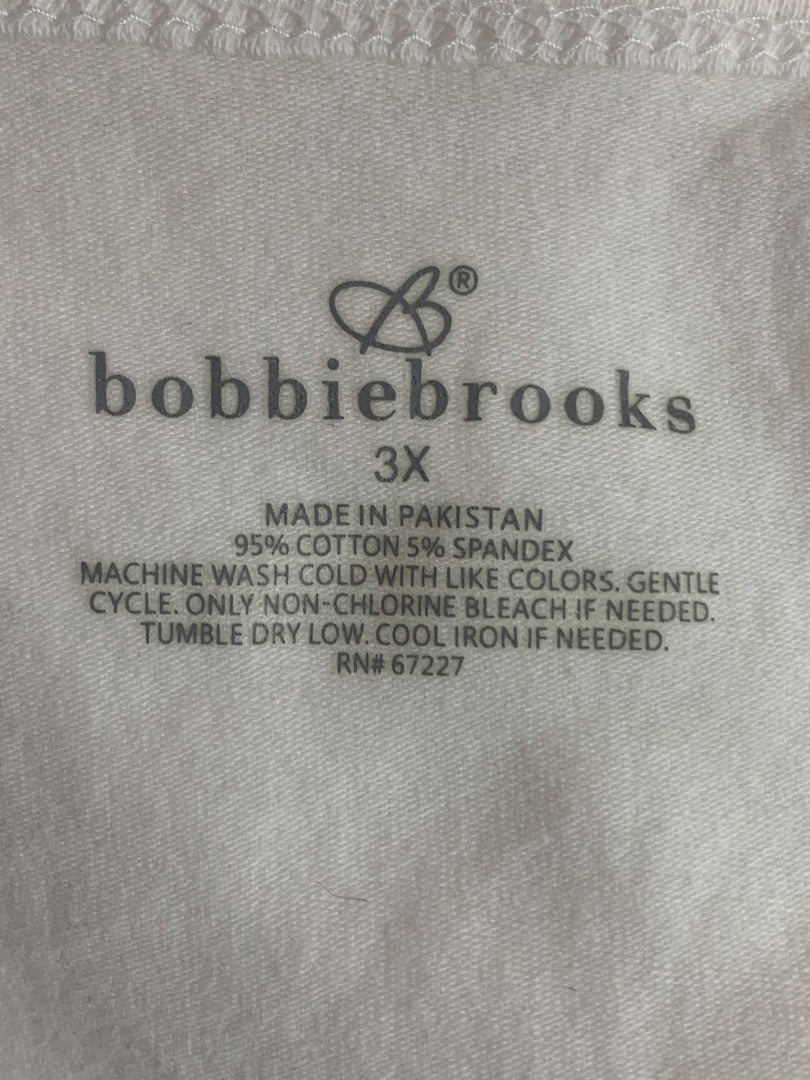 B®
bobbiebrooks
3X
MADE IN PAKISTAN
95% COTTON 5% SPANDEX
MACHINE WASH COLD WITH LIKE COLORS. GENTLE
CYCLE. ONLY NON-CHLORINE BLEACH IF NEEDED.
TUMBLE DRY LOW. COOL IRON IF NEEDED.
RN# 67227